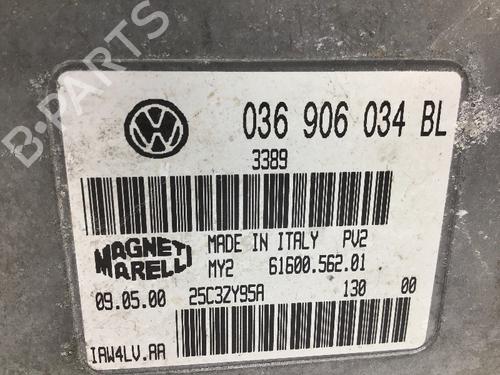 B-PARTS
036 906 034 BL
3389
MAGNETI MARELLI
MADE IN ITALY PV2
MY2 61600.562.01
09.05.00 25C3ZY95A 130 00
IAW4LV.AA